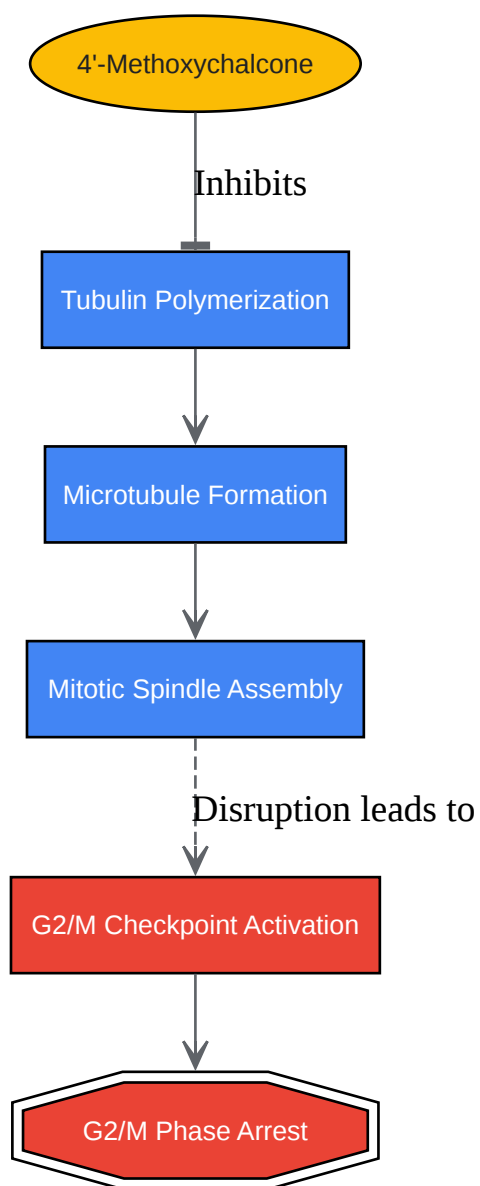 4'-Methoxychalcone
Inhibits
Tubulin Polymerization
Microtubule Formation
Mitotic Spindle Assembly
Disruption leads to
G2/M Checkpoint Activation
G2/M Phase Arrest